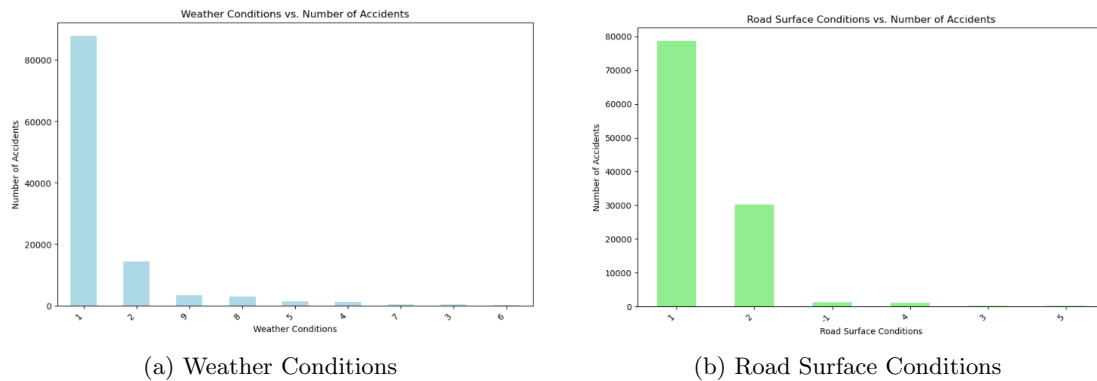 Weather Conditions vs. Number of Accidents
Number of Accidents
80000
60000
40000
20000
0
1 2 9 8 5 4 7 3 6
Weather Conditions
(a) Weather Conditions
Road Surface Conditions vs. Number of Accidents
Number of Accidents
80000
70000
60000
50000
40000
30000
20000
10000
0
1 2 -1 4 3 5
Road Surface Conditions
(b) Road Surface Conditions